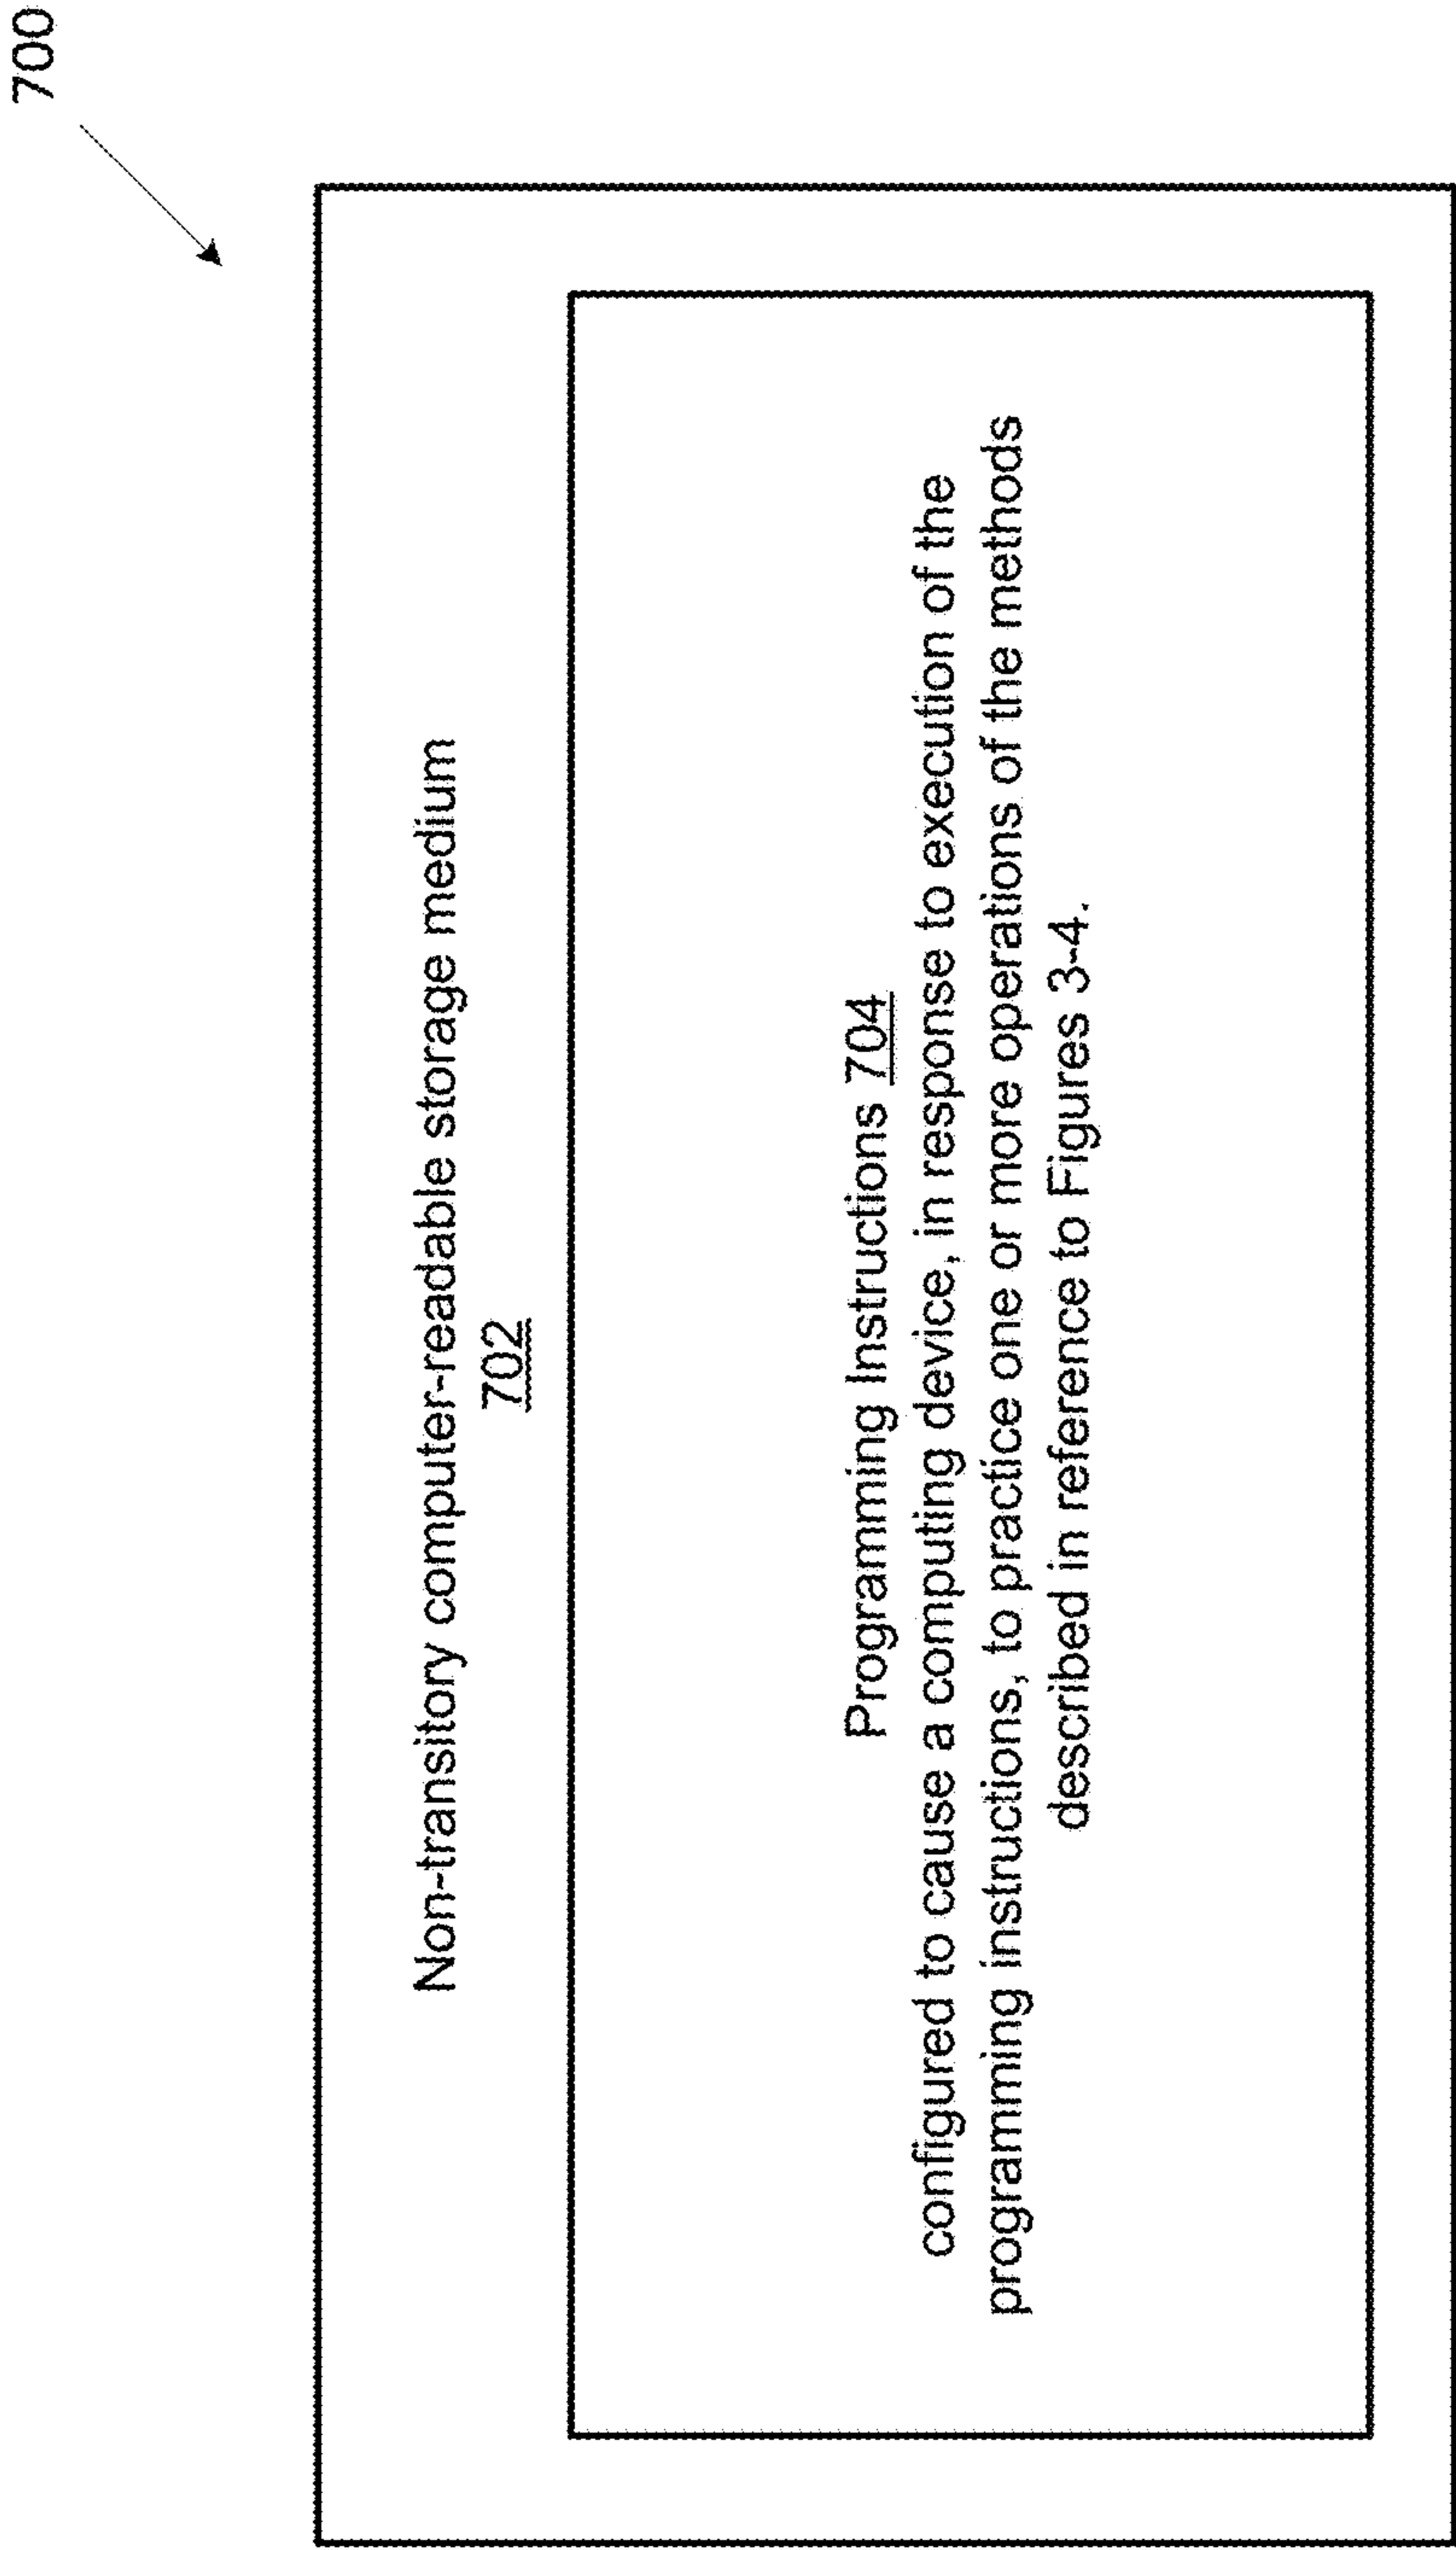 700
Non-transitory computer-readable storage medium
702
Programming Instructions 704
configured to cause a computing device, in response to execution of the
programming instructions, to practice one or more operations of the methods
described in reference to Figures 3-4.